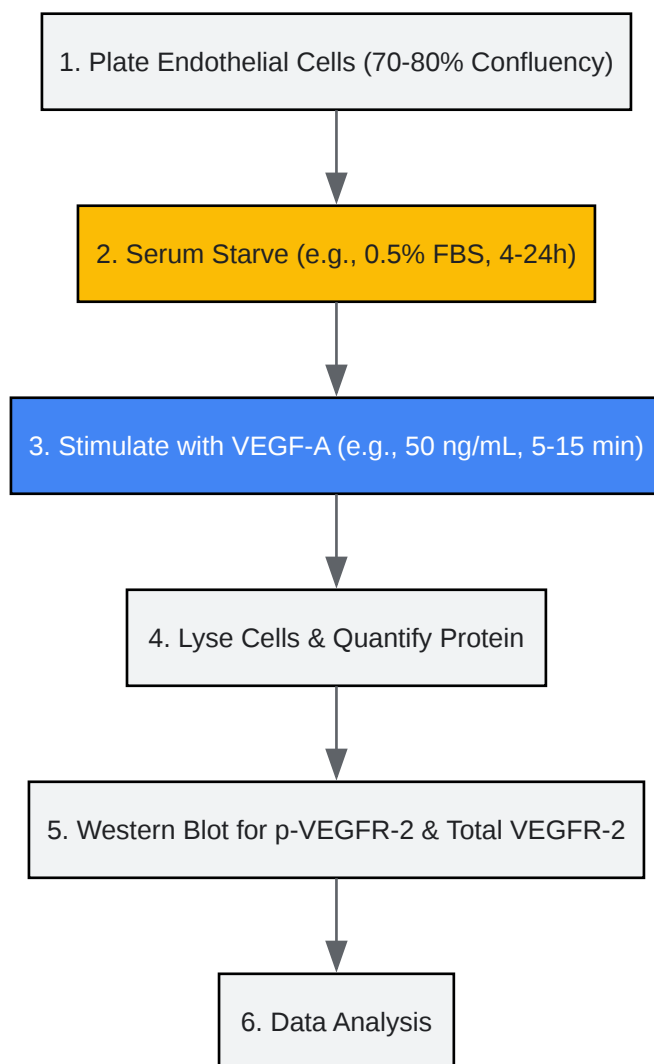 1. Plate Endothelial Cells (70-80% Confluency)
2. Serum Starve (e.g., 0.5% FBS, 4-24h)
3. Stimulate with VEGF-A (e.g., 50 ng/mL, 5-15 min)
4. Lyse Cells & Quantify Protein
5. Western Blot for p-VEGFR-2 & Total VEGFR-2
6. Data Analysis